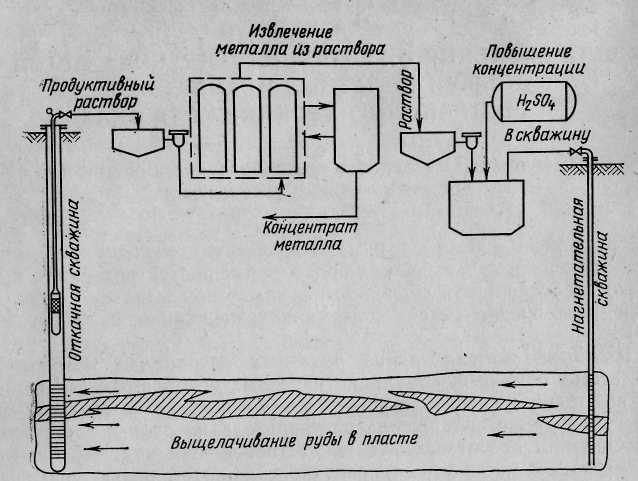 Извлечение
металла из раствора
Повышение
концентрации
Продуктивный
раствор
Раствор
H₂SO₄
В скважину
Концентрат
металла
Откачная скважина
Нагнетательная
скважина
Выщелачивание руды в пласте